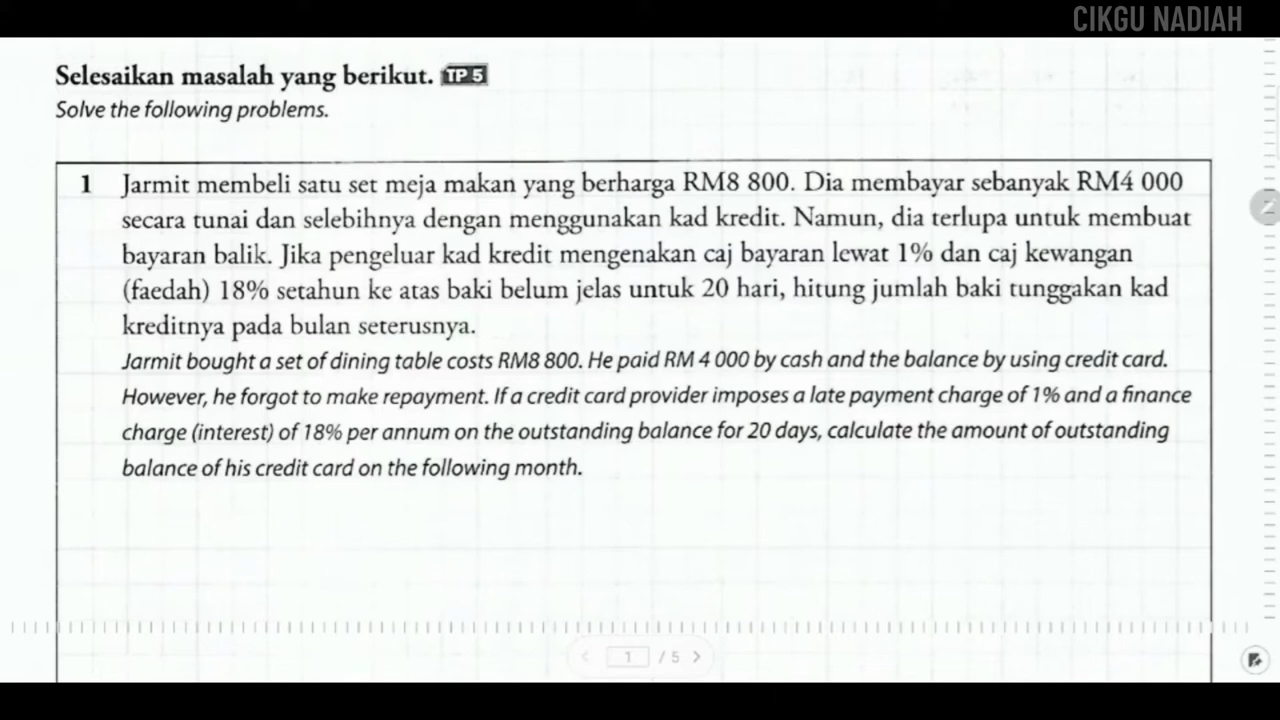 CIKGU NADIAH
Selesaikan masalah yang berikut. TP 5
Solve the following problems.
1 Jarmit membeli satu set meja makan yang berharga RM8 800. Dia membayar sebanyak RM4 000
secara tunai dan selebihnya dengan menggunakan kad kredit. Namun, dia terlupa untuk membuat
bayaran balik. Jika pengeluar kad kredit mengenakan caj bayaran lewat 1% dan caj kewangan
(faedah) 18% setahun ke atas baki belum jelas untuk 20 hari, hitung jumlah baki tunggakan kad
kreditnya pada bulan seterusnya.
Jarmit bought a set of dining table costs RM8 800. He paid RM 4 000 by cash and the balance by using credit card.
However, he forgot to make repayment. If a credit card provider imposes a late payment charge of 1% and a finance
charge (interest) of 18% per annum on the outstanding balance for 20 days, calculate the amount of outstanding
balance of his credit card on the following month.
< 1 / 5 >